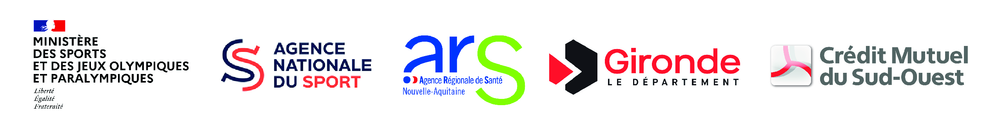 MINISTÈRE
DES SPORTS
ET DES JEUX OLYMPIQUES
ET PARALYMPIQUES
Liberté
Égalité
Fraternité
AGENCE
NATIONALE
DU SPORT
ars
Agence Régionale de Santé
Nouvelle-Aquitaine
Gironde
LE DÉPARTEMENT
Crédit Mutuel
du Sud-Ouest